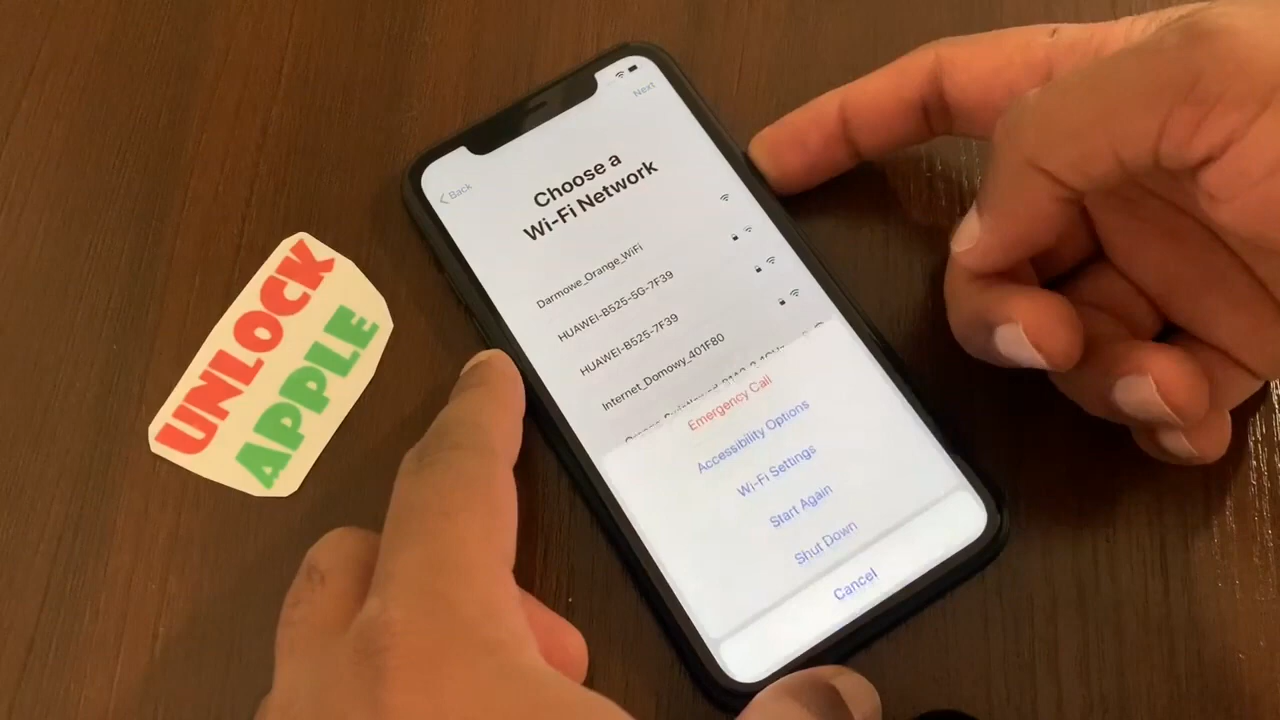 UNLOCK
APPLE
Next
Back
Choose a
Wi-Fi Network
Darmowe_Orange_WiFi
HUAWEI-B525-5G-7F39
HUAWEI-B525-7F39
Internet_Domowy_401F80
Emergency Call
Accessibility Options
Wi-Fi Settings
Start Again
Shut Down
Cancel